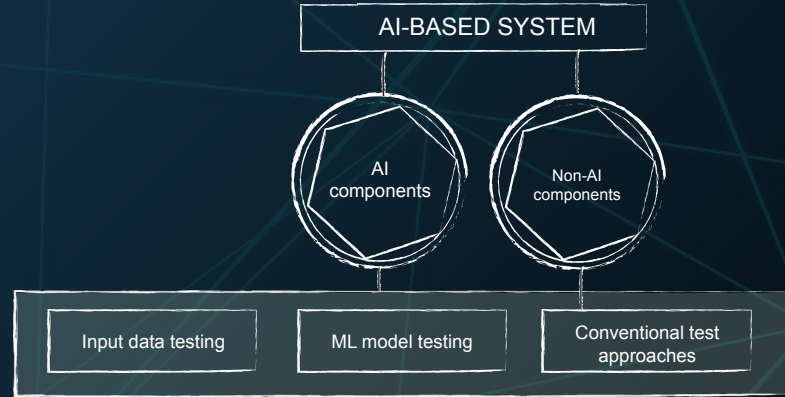 AI-BASED SYSTEM
AI
components
Non-AI
components
Input data testing
ML model testing
Conventional test
approaches